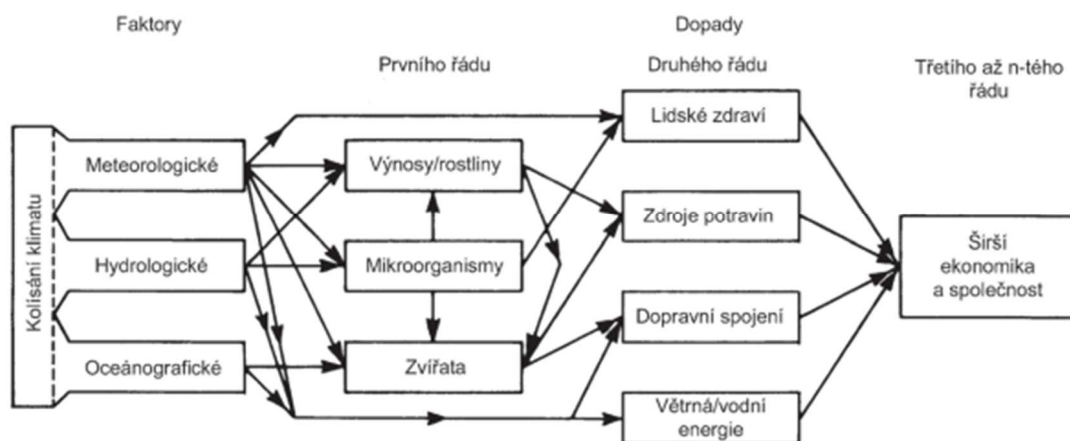 Faktory
Dopady
Prvního řádu
Druhého řádu
Třetího až n-tého
řádu
Kolísání klimatu
Meteorologické
Hydrologické
Oceánografické
Výnosy/rostliny
Mikroorganismy
Zvířata
Lidské zdraví
Zdroje potravin
Dopravní spojení
Větrná/vodní
energie
Širší
ekonomika
a společnost